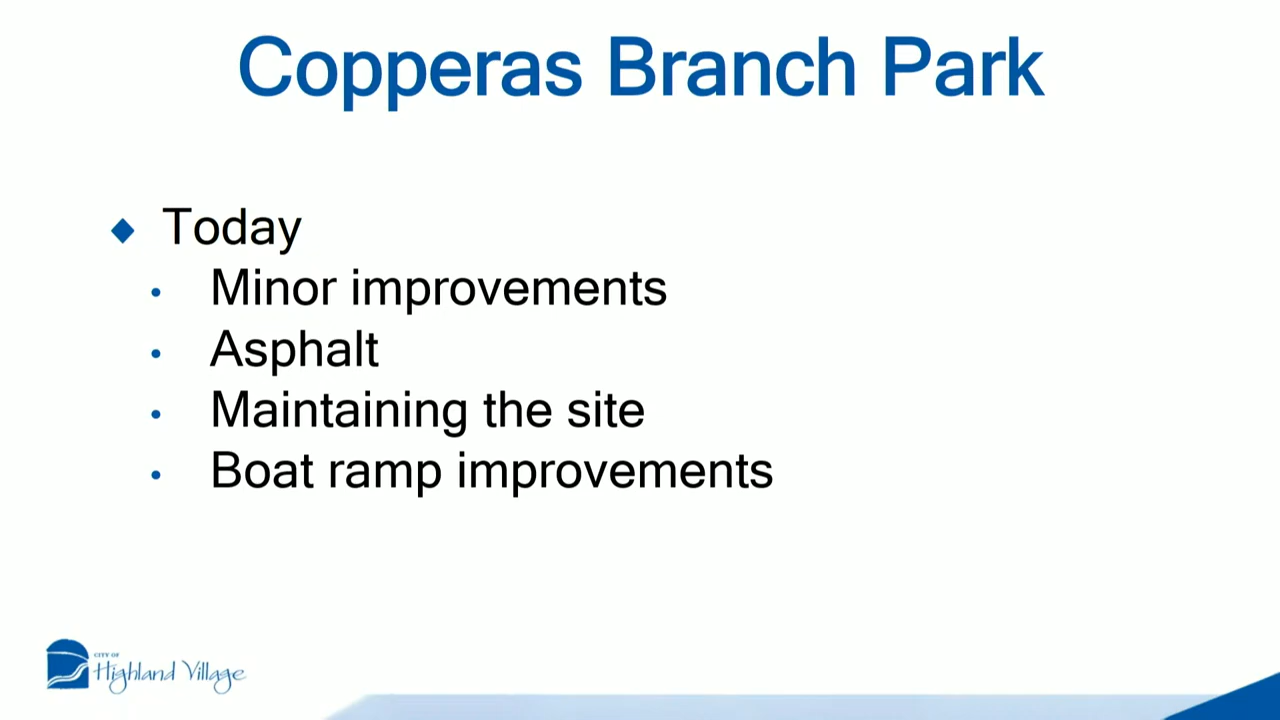 Copperas Branch Park
Today
Minor improvements
Asphalt
Maintaining the site
Boat ramp improvements
CITY OF
Highland Village